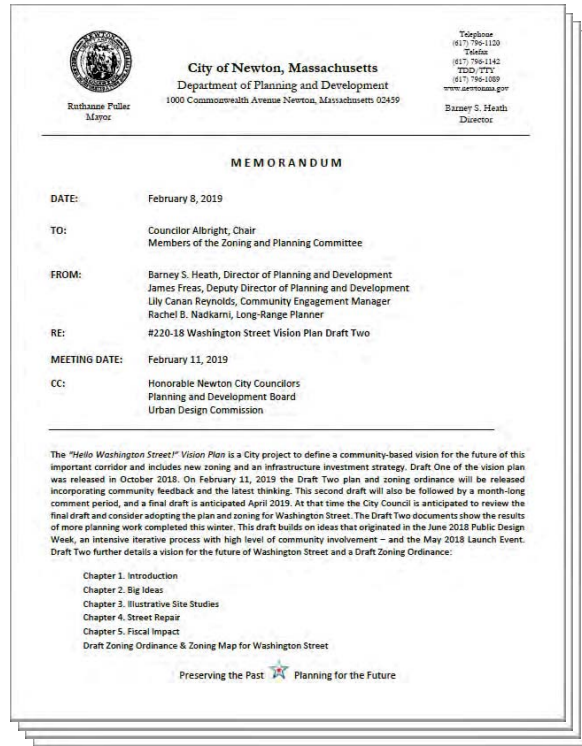 Telephone
(617) 796-1120
Telefax
(617) 796-1142
TDD/TTY
(617) 796-1089
www.newtonma.gov
Barney S. Heath
Director
City of Newton, Massachusetts
Department of Planning and Development
1000 Commonwealth Avenue Newton, Massachusetts 02459
Ruthanne Fuller
Mayor
MEMORANDUM
DATE: February 8, 2019
TO: Councilor Albright, Chair
Members of the Zoning and Planning Committee
FROM: Barney S. Heath, Director of Planning and Development
James Freas, Deputy Director of Planning and Development
Lily Canan Reynolds, Community Engagement Manager
Rachel B. Nadkarni, Long-Range Planner
RE: #220-18 Washington Street Vision Plan Draft Two
MEETING DATE: February 11, 2019
CC: Honorable Newton City Councilors
Planning and Development Board
Urban Design Commission
The "Hello Washington Street!" Vision Plan is a City project to define a community-based vision for the future of this
important corridor and includes new zoning and an infrastructure investment strategy. Draft One of the vision plan
was released in October 2018. On February 11, 2019 the Draft Two plan and zoning ordinance will be released
incorporating community feedback and the latest thinking. This second draft will also be followed by a month-long
comment period, and a final draft is anticipated April 2019. At that time the City Council is anticipated to review the
final draft and consider adopting the plan and zoning for Washington Street. The Draft Two documents show the results
of more planning work completed this winter. This draft builds on ideas that originated in the June 2018 Public Design
Week, an intensive iterative process with high level of community involvement – and the May 2018 Launch Event.
Draft Two further details a vision for the future of Washington Street and a Draft Zoning Ordinance:
Chapter 1. Introduction
Chapter 2. Big Ideas
Chapter 3. Illustrative Site Studies
Chapter 4. Street Repair
Chapter 5. Fiscal Impact
Draft Zoning Ordinance & Zoning Map for Washington Street
Preserving the Past Planning for the Future